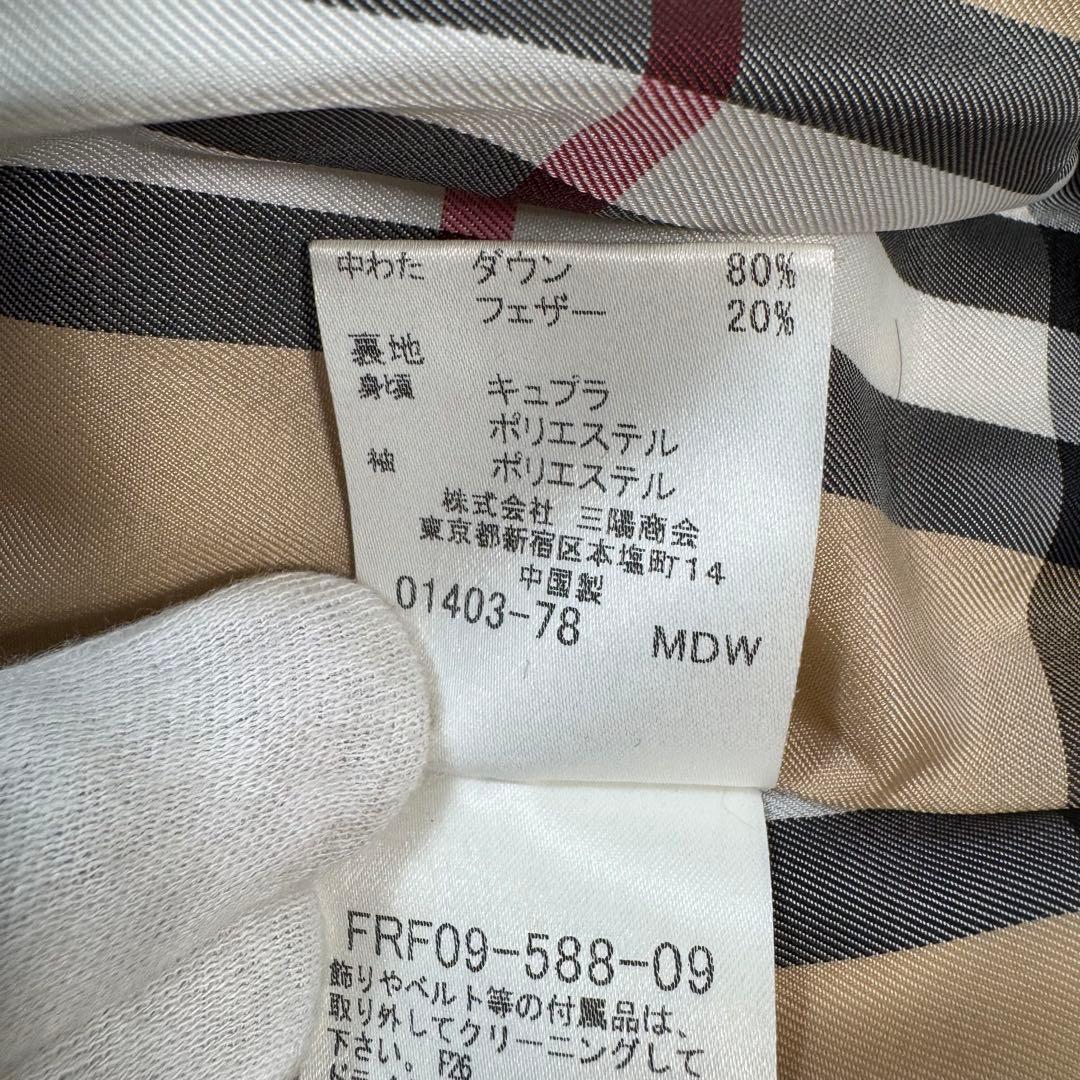 中わた ダウン 80%
フェザー 20%
裏地
身頃 キュプラ
ポリエステル
袖 ポリエステル
株式会社 三陽商会
東京都新宿区本塩町14
中国製
01403-78 MDW
FRF09-588-09
飾りやベルト等の付属品は、
取り外してクリーニングして
下さい。 F26